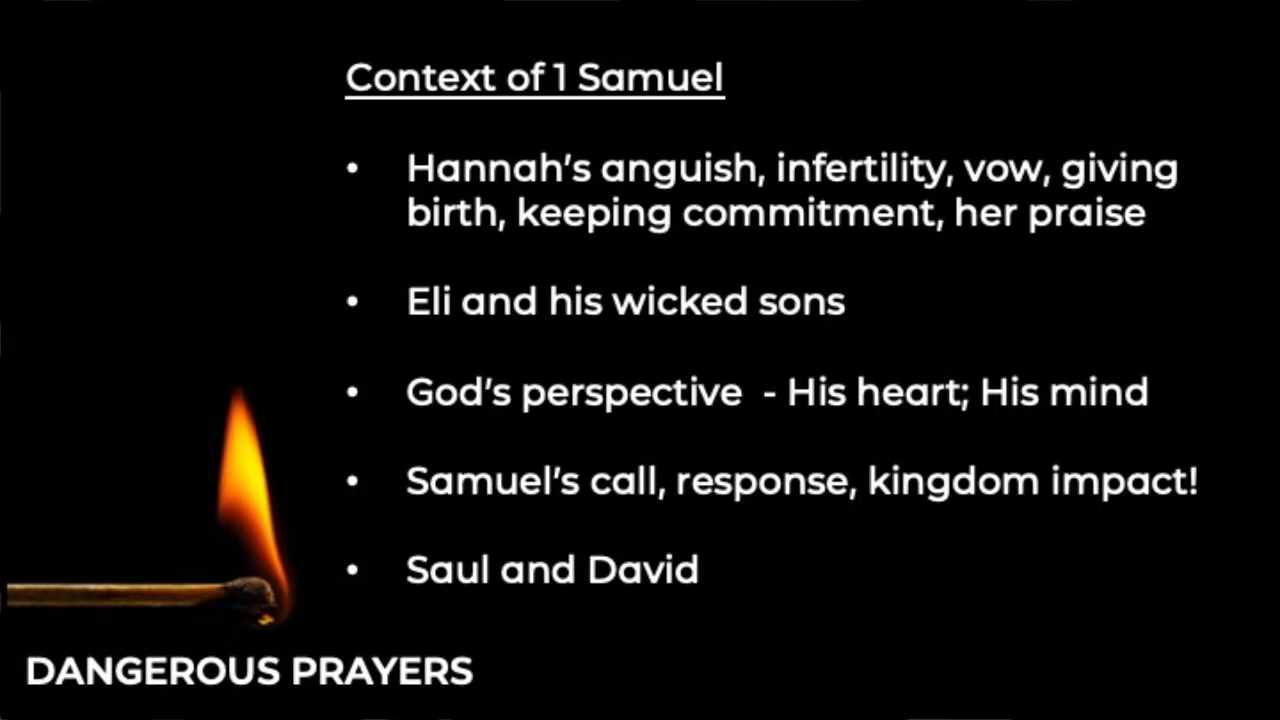 Context of 1 Samuel
• Hannah's anguish, infertility, vow, giving
birth, keeping commitment, her praise
• Eli and his wicked sons
• God's perspective  - His heart; His mind
• Samuel's call, response, kingdom impact!
• Saul and David
DANGEROUS PRAYERS